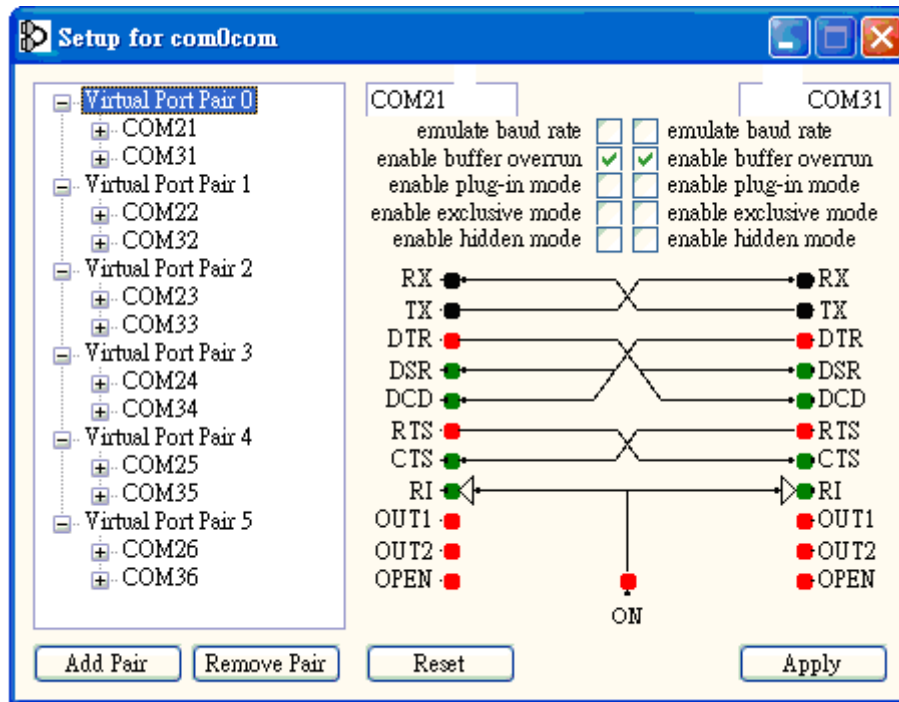 Setup for com0com
Virtual Port Pair 0
COM21
COM31
Virtual Port Pair 1
COM22
COM32
Virtual Port Pair 2
COM23
COM33
Virtual Port Pair 3
COM24
COM34
Virtual Port Pair 4
COM25
COM35
Virtual Port Pair 5
COM26
COM36
COM21 COM31
emulate baud rate emulate baud rate
enable buffer overrun enable buffer overrun
enable plug-in mode enable plug-in mode
enable exclusive mode enable exclusive mode
enable hidden mode enable hidden mode
RX RX
TX TX
DTR DTR
DSR DSR
DCD DCD
RTS RTS
CTS CTS
RI RI
OUT1 OUT1
OUT2 OUT2
OPEN OPEN
ON
Add Pair Remove Pair Reset Apply